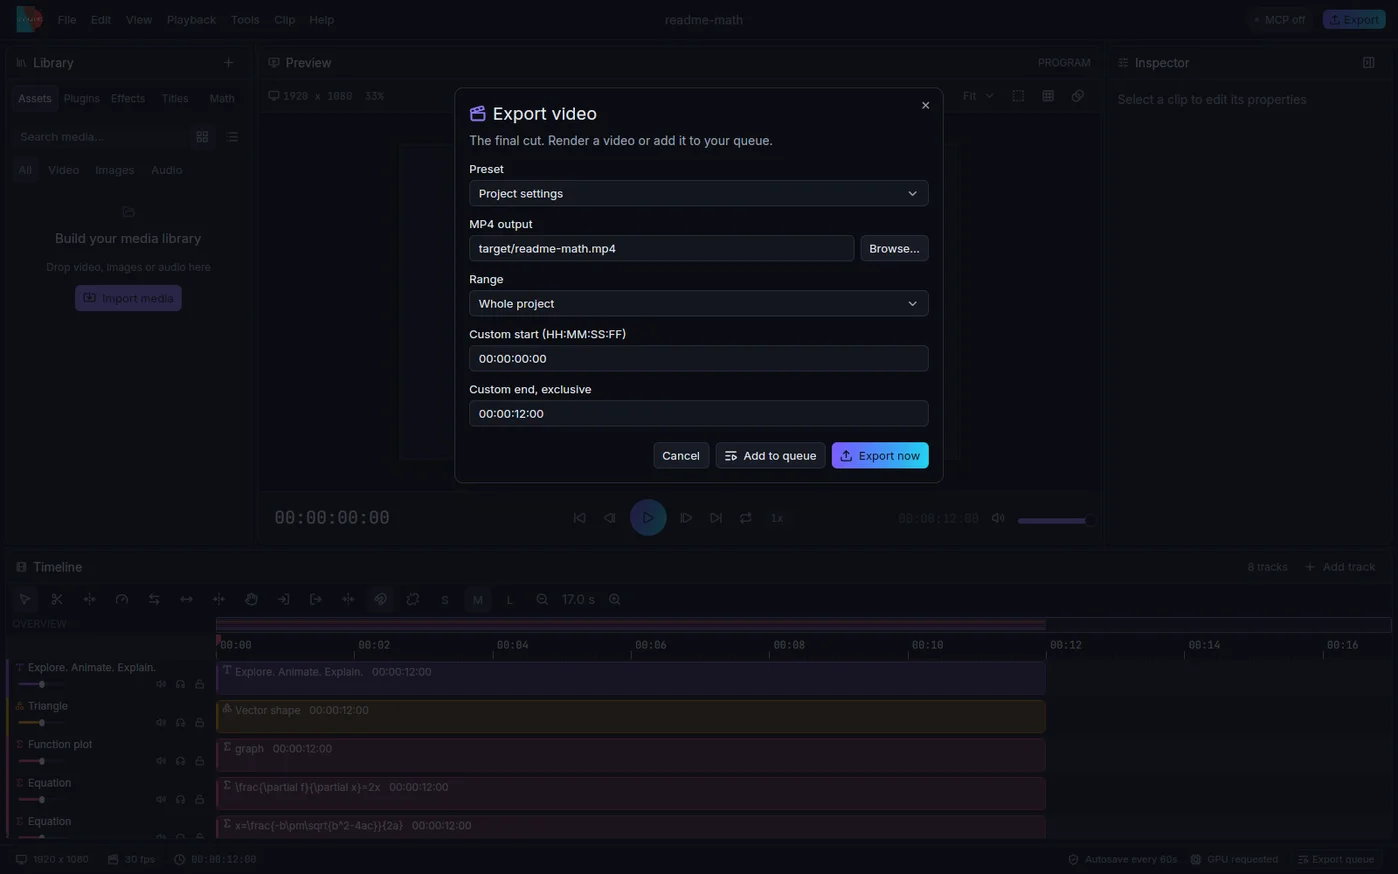 File Edit View Playback Tools Clip Help
readme-math
MCP off
Export
Library
Assets Plugins Effects Titles Math
Search media...
All Video Images Audio
Build your media library
Drop video, images or audio here
Import media
Preview
PROGRAM
1920 x 1080 33%
Fit
Inspector
Select a clip to edit its properties
Export video
The final cut. Render a video or add it to your queue.
Preset
Project settings
MP4 output
target/readme-math.mp4
Browse...
Range
Whole project
Custom start (HH:MM:SS:FF)
00:00:00:00
Custom end, exclusive
00:00:12:00
Cancel
Add to queue
Export now
00:00:00:00
1x
00:00:12:00
Timeline
8 tracks
Add track
S M L
17.0 s
OVERVIEW
00:00 00:02 00:04 00:06 00:08 00:10 00:12 00:14 00:16
Explore. Animate. Explain.
Explore. Animate. Explain. 00:00:12:00
Triangle
Vector shape 00:00:12:00
Function plot
graph 00:00:12:00
Equation
\frac{\partial f}{\partial x}=2x 00:00:12:00
Equation
x=\frac{-b\pm\sqrt{b^2-4ac}}{2a} 00:00:12:00
1920 x 1080
30 fps
00:00:12:00
Autosave every 60s
GPU requested
Export queue